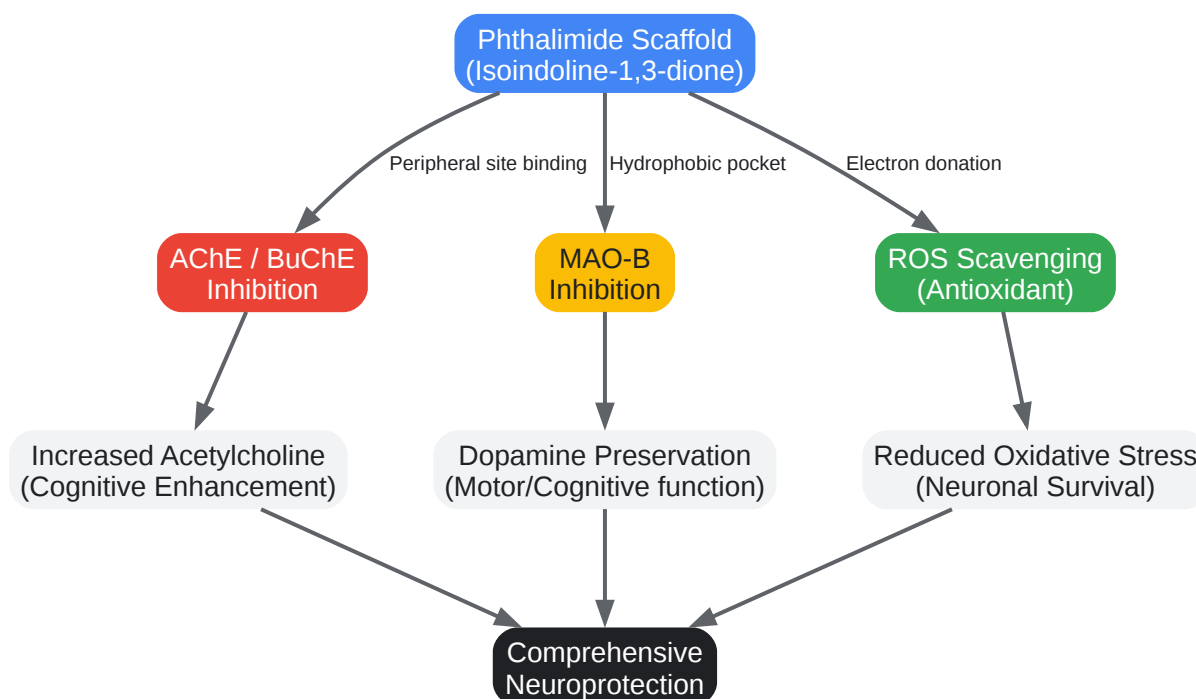 Phthalimide Scaffold
(Isoindoline-1,3-dione)
Peripheral site binding
Hydrophobic pocket
Electron donation
AChE / BuChE
Inhibition
MAO-B
Inhibition
ROS Scavenging
(Antioxidant)
Increased Acetylcholine
(Cognitive Enhancement)
Dopamine Preservation
(Motor/Cognitive function)
Reduced Oxidative Stress
(Neuronal Survival)
Comprehensive
Neuroprotection